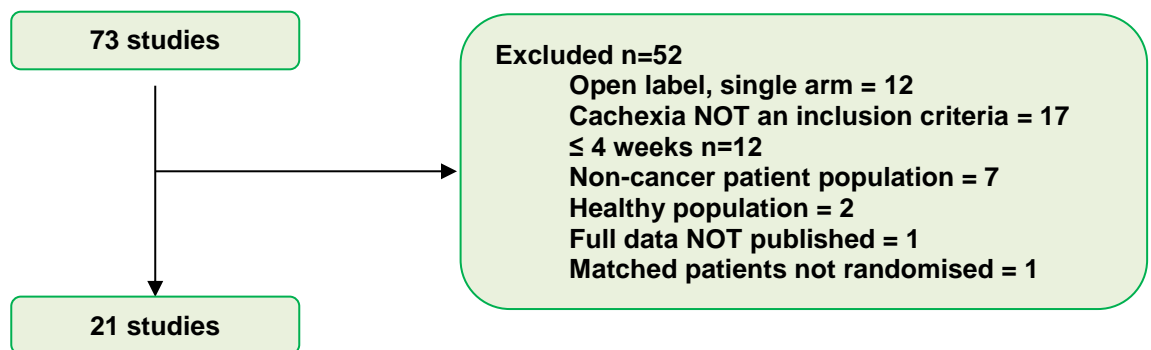 73 studies
Excluded n=52
Open label, single arm = 12
Cachexia NOT an inclusion criteria = 17
≤ 4 weeks n=12
Non-cancer patient population = 7
Healthy population = 2
Full data NOT published = 1
Matched patients not randomised = 1
21 studies